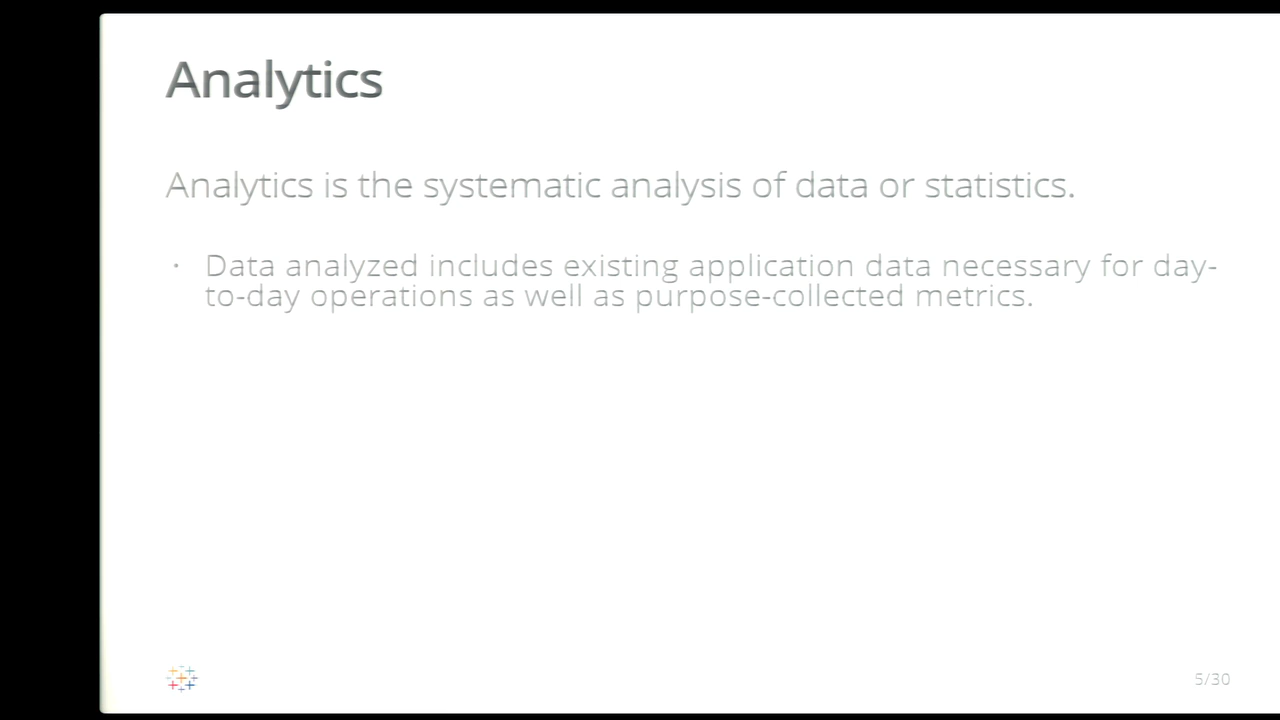 Analytics
Analytics is the systematic analysis of data or statistics.
· Data analyzed includes existing application data necessary for day-
to-day operations as well as purpose-collected metrics.
5/30